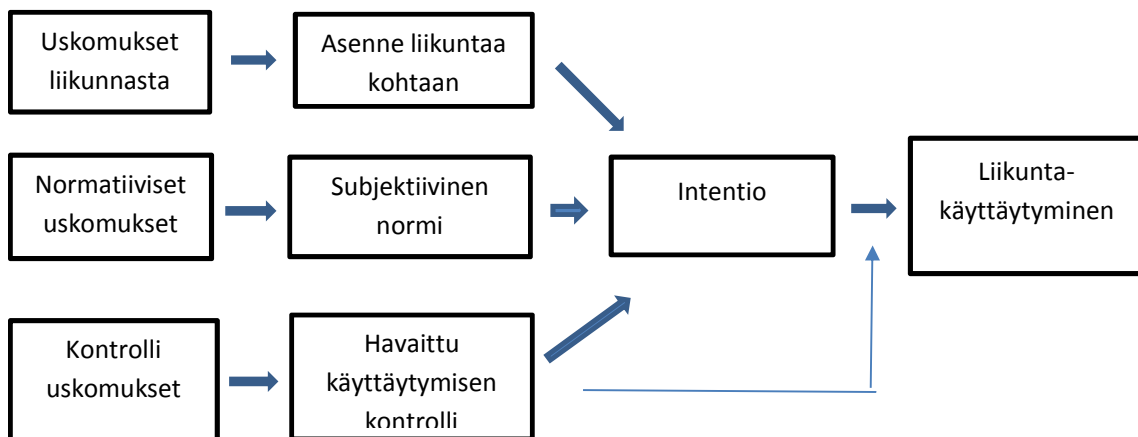 Uskomukset
liikunnasta
Asenne liikuntaa
kohtaan
Normatiiviset
uskomukset
Subjektiivinen
normi
Intentio
Liikunta-
käyttäytyminen
Kontrolli
uskomukset
Havaittu
käyttäytymisen
kontrolli